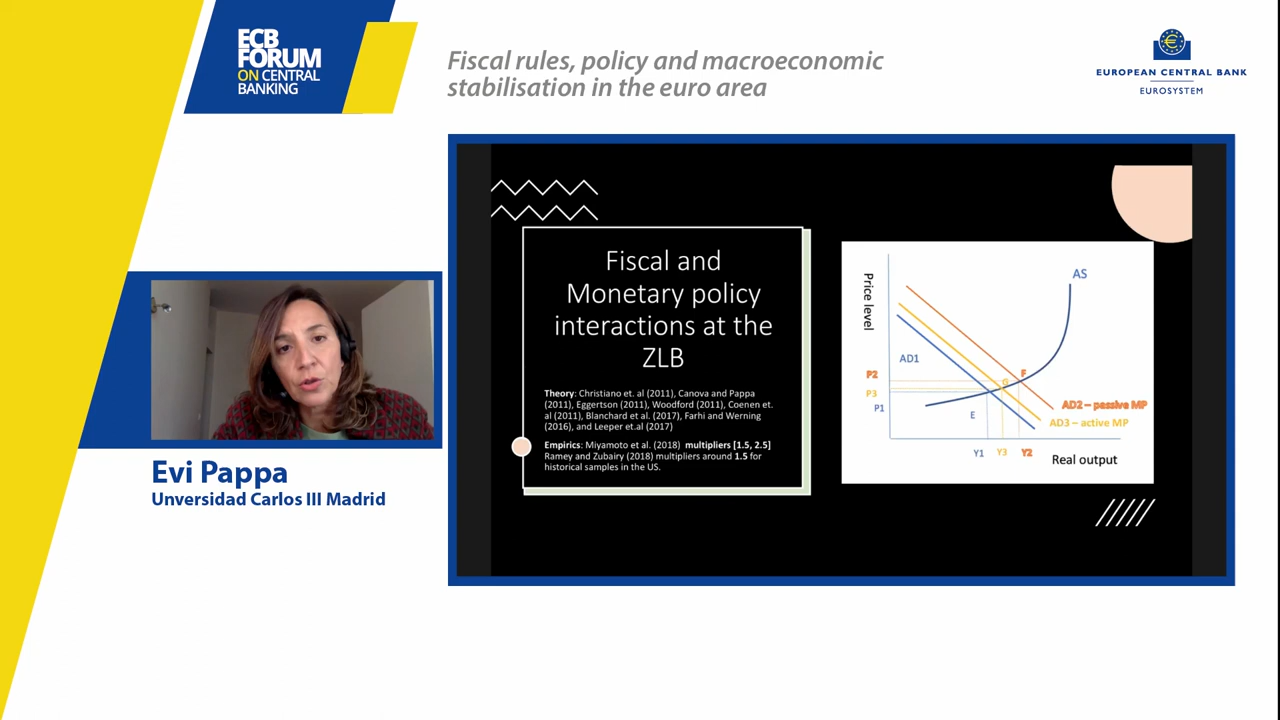 ECB
FORUM
ON CENTRAL
BANKING
Fiscal rules, policy and macroeconomic
stabilisation in the euro area
EUROPEAN CENTRAL BANK
EUROSYSTEM
Evi Pappa
Unversidad Carlos III Madrid
Fiscal and
Monetary policy
interactions at the
ZLB
Theory: Christiano et. al (2011), Canova and Pappa
(2011), Eggertson (2011), Woodford (2011), Coenen et.
al (2011), Blanchard et al. (2017), Farhi and Werning
(2016), and Leeper et.al (2017)
Empirics: Miyamoto et al. (2018) multipliers [1.5, 2.5]
Ramey and Zubairy (2018) multipliers around 1.5 for
historical samples in the US.
Price level
AS
AD1
P2
P3
P1
F
G
E
AD2 – passive MP
AD3 – active MP
Y1
Y3
Y2
Real output